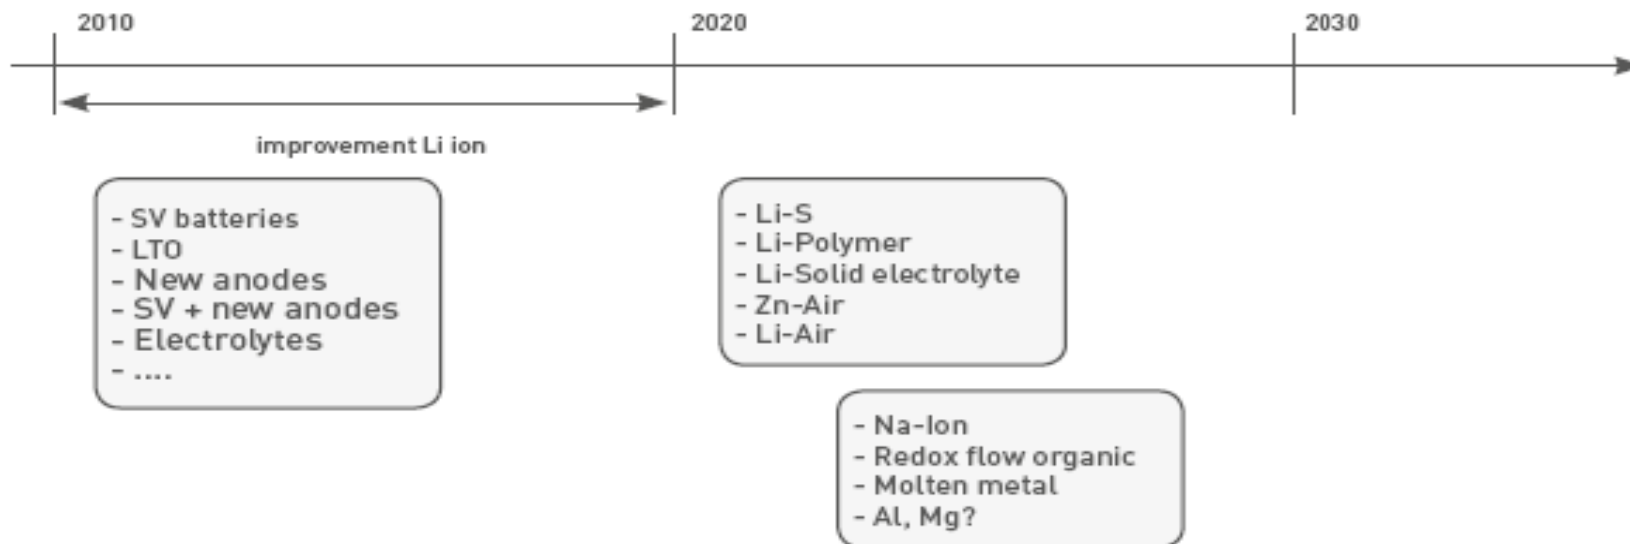 2010
2020
2030
improvement Li ion
- SV batteries
- LTO
- New anodes
- SV + new anodes
- Electrolytes
- ....
- Li-S
- Li-Polymer
- Li-Solid electrolyte
- Zn-Air
- Li-Air
- Na-Ion
- Redox flow organic
- Molten metal
- Al, Mg?